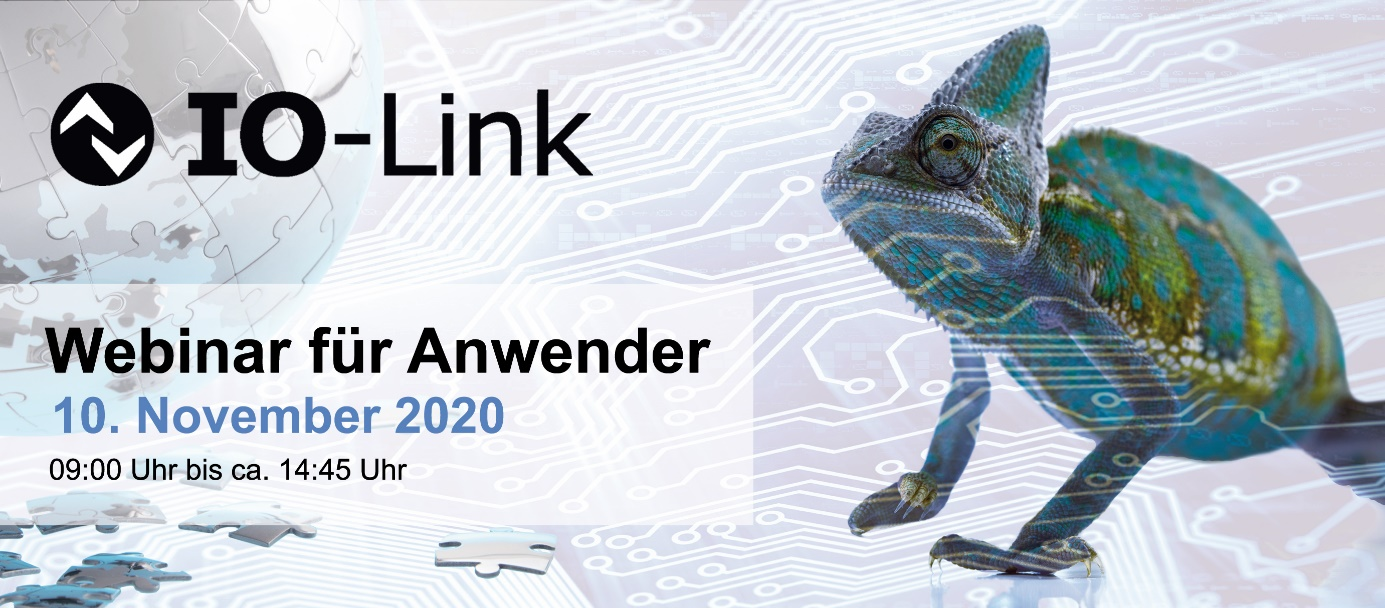 IO-Link
Webinar für Anwender
10. November 2020
09:00 Uhr bis ca. 14:45 Uhr